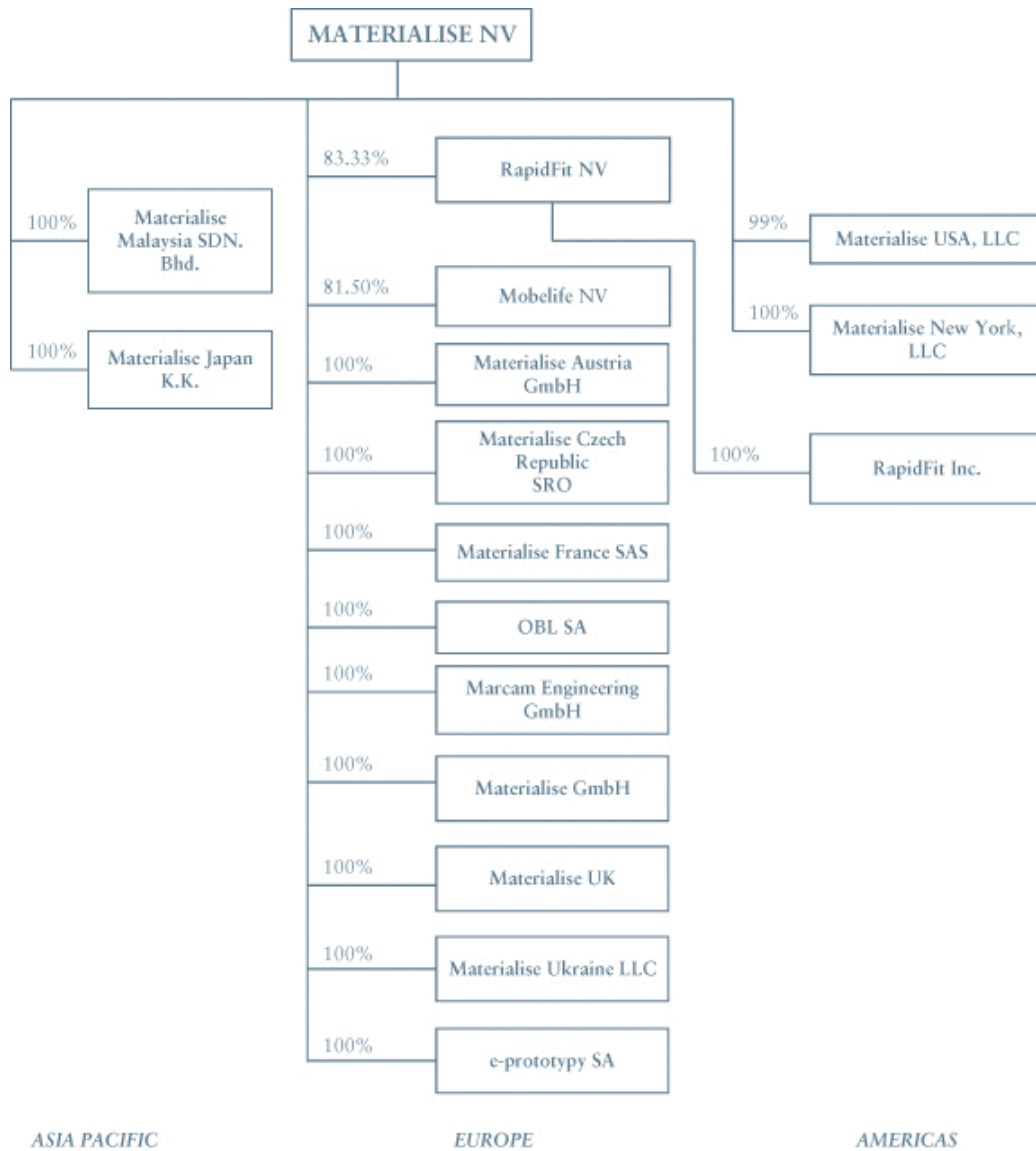 MATERIALISE NV
83.33%
RapidFit NV
100%
Materialise
Malaysia SDN.
Bhd.
99%
Materialise USA, LLC
81.50%
Mobelife NV
100%
Materialise New York,
LLC
100%
Materialise Japan
K.K.
100%
Materialise Austria
GmbH
100%
Materialise Czech
Republic
SRO
100%
RapidFit Inc.
100%
Materialise France SAS
100%
OBL SA
100%
Marcam Engineering
GmbH
100%
Materialise GmbH
100%
Materialise UK
100%
Materialise Ukraine LLC
100%
e-prototypy SA
ASIA PACIFIC
EUROPE
AMERICAS